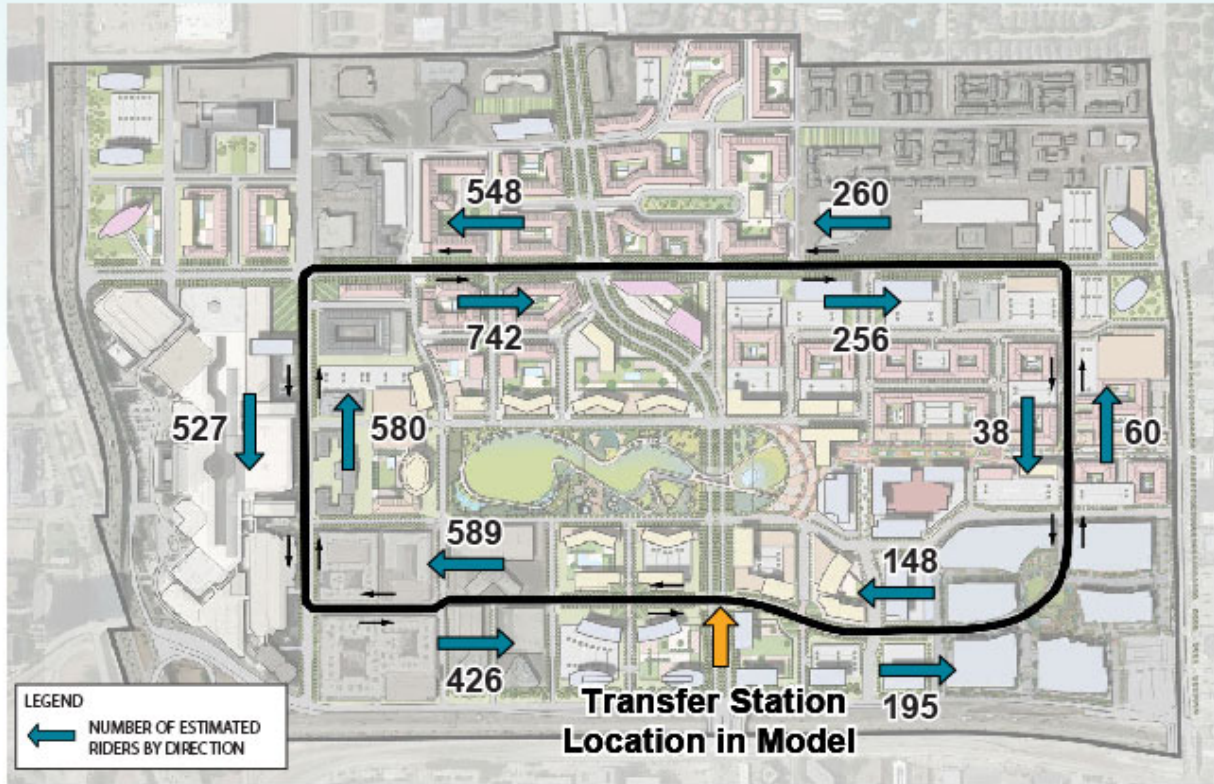 548
260
742
256
527
580
38
60
589
148
426
195
Transfer Station
Location in Model
LEGEND
NUMBER OF ESTIMATED
RIDERS BY DIRECTION